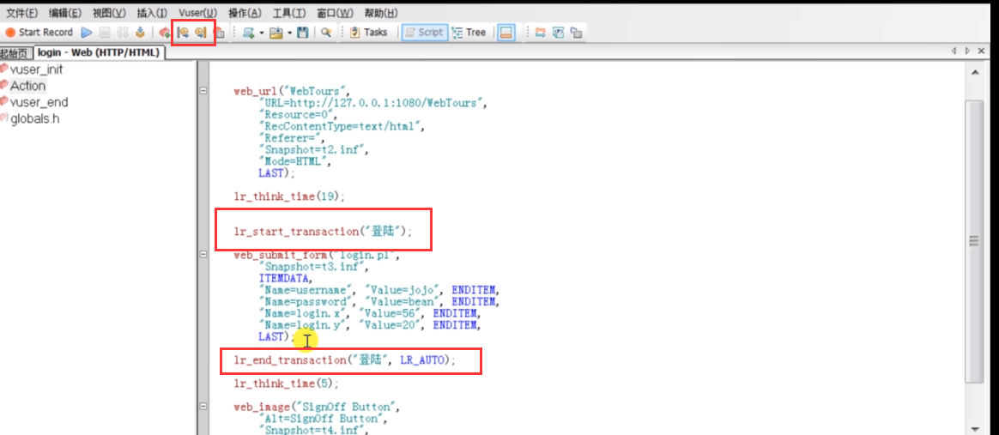 文件(F) 编辑(E) 视图(V) 插入(I) Vuser(U) 操作(A) 工具(T) 窗口(W) 帮助(H)
Start Record Tasks Script Tree
起始页 login - Web (HTTP/HTML)
vuser_init
Action
vuser_end
globals.h
web_url("WebTours",
"URL=http://127.0.0.1:1080/WebTours",
"Resource=0",
"RecContentType=text/html",
"Referer=",
"Snapshot=t2.inf",
"Mode=HTML",
LAST);
lr_think_time(19);
lr_start_transaction("登陆");
web_submit_form("login.pl",
"Snapshot=t3.inf",
ITEMDATA,
"Name=username", "Value=jojo", ENDITEM,
"Name=password", "Value=bean", ENDITEM,
"Name=login.x", "Value=56", ENDITEM,
"Name=login.y", "Value=20", ENDITEM,
LAST);
lr_end_transaction("登陆", LR_AUTO);
lr_think_time(5);
web_image("SignOff Button",
"Alt=SignOff Button",
"Snapshot=t4.inf",